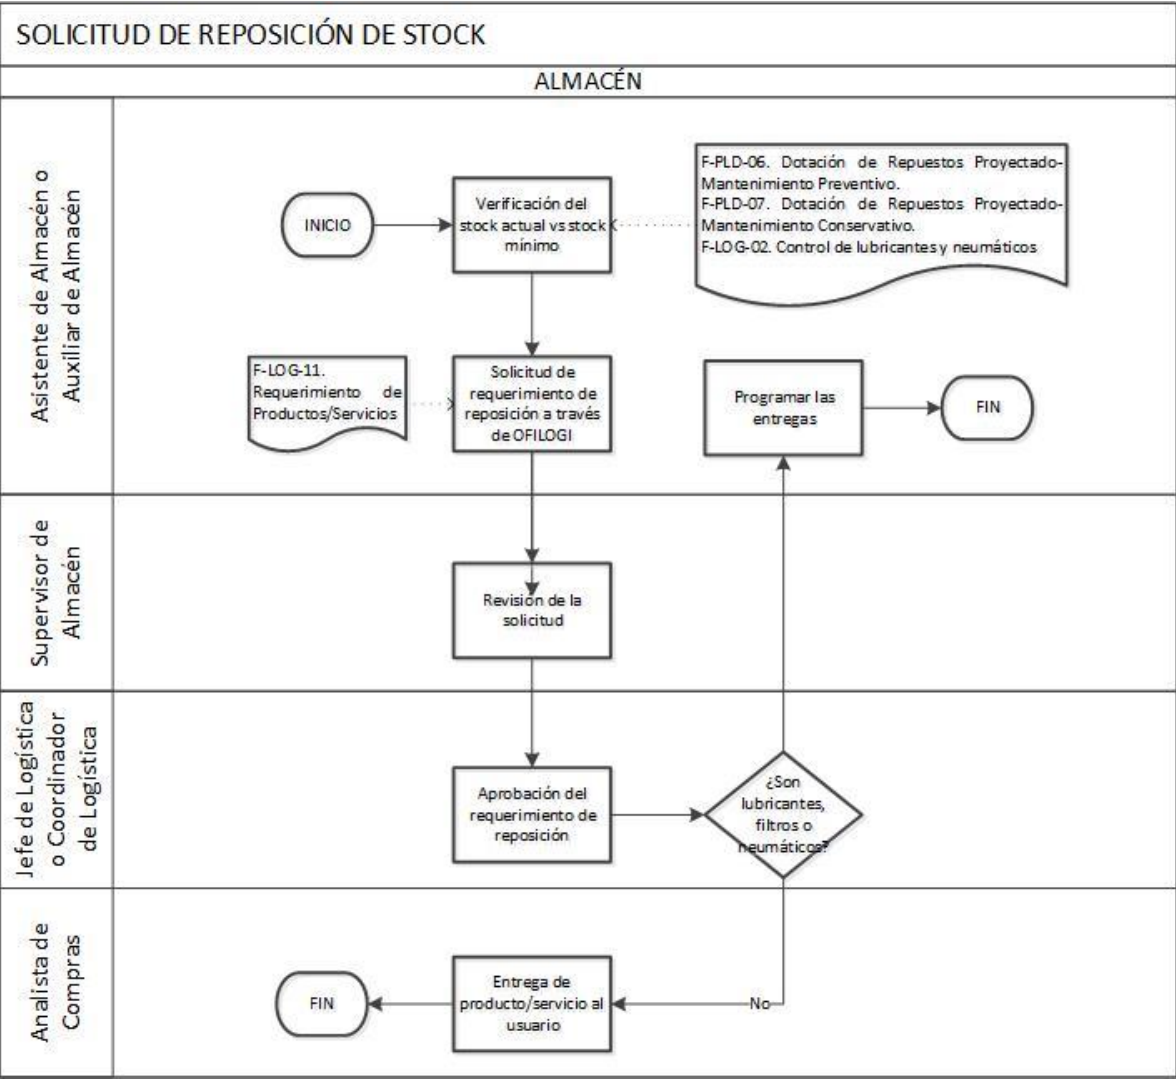 SOLICITUD DE REPOSICIÓN DE STOCK
ALMACÉN
Asistente de Almacén o
Auxiliar de Almacén
INICIO
Verificación del
stock actual vs stock
mínimo
F-PLD-06. Dotación de Repuestos Proyectado-
Mantenimiento Preventivo.
F-PLD-07. Dotación de Repuestos Proyectado-
Mantenimiento Conservativo.
F-LOG-02. Control de lubricantes y neumáticos
F-LOG-11.
Requerimiento de
Productos/Servicios
Solicitud de
requerimiento de
reposición a través
de OFILOGI
Programar las
entregas
FIN
Supervisor de
Almacén
Revisión de la
solicitud
Jefe de Logística
o Coordinador
de Logística
Aprobación del
requerimiento de
reposición
¿Son
lubricantes,
filtros o
neumáticos?
Analista de
Compras
FIN
Entrega de
producto/servicio al
usuario
No